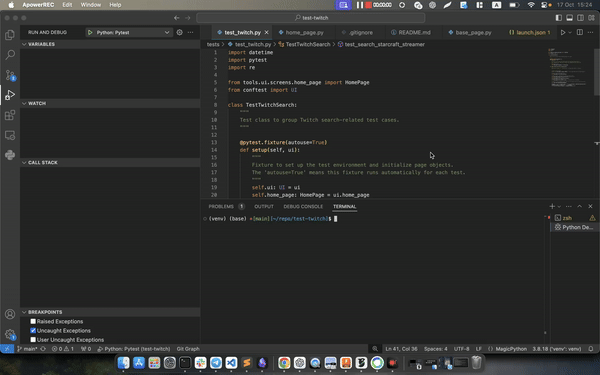 ApowerREC Edit Window Help
00:00:00
17 Oct 15:24
test-twitch
RUN AND DEBUG
Python: Pytest
test_twitch.py
home_page.py
.gitignore
README.md
base_page.py
launch.json 1
tests > test_twitch.py > TestTwitchSearch > test_search_starcraft_streamer
VARIABLES
WATCH
CALL STACK
1 import datetime
2 import pytest
3 import re
4
5 from tools.ui.screens.home_page import HomePage
6 from conftest import UI
7
8 class TestTwitchSearch:
9 """
10 Test class to group Twitch search-related test cases.
11 """
12
13 @pytest.fixture(autouse=True)
14 def setup(self, ui):
15 """
16 Fixture to set up the test environment and initialize page objects.
17 The 'autouse=True' means this fixture runs automatically for each test.
18 """
19 self.ui: UI = ui
20 self.home_page: HomePage = ui.home_page
PROBLEMS 1 OUTPUT DEBUG CONSOLE TERMINAL
(venv) (base) [main][~/repo/test-twitch]$
zsh
Python De...
BREAKPOINTS
Raised Exceptions
Uncaught Exceptions
User Uncaught Exceptions
main* 0 1 0 Python: Pytest (test-twitch) Git Graph
Ln 41, Col 36 Spaces: 4 UTF-8 LF MagicPython 3.8.18 ('venv': venv)